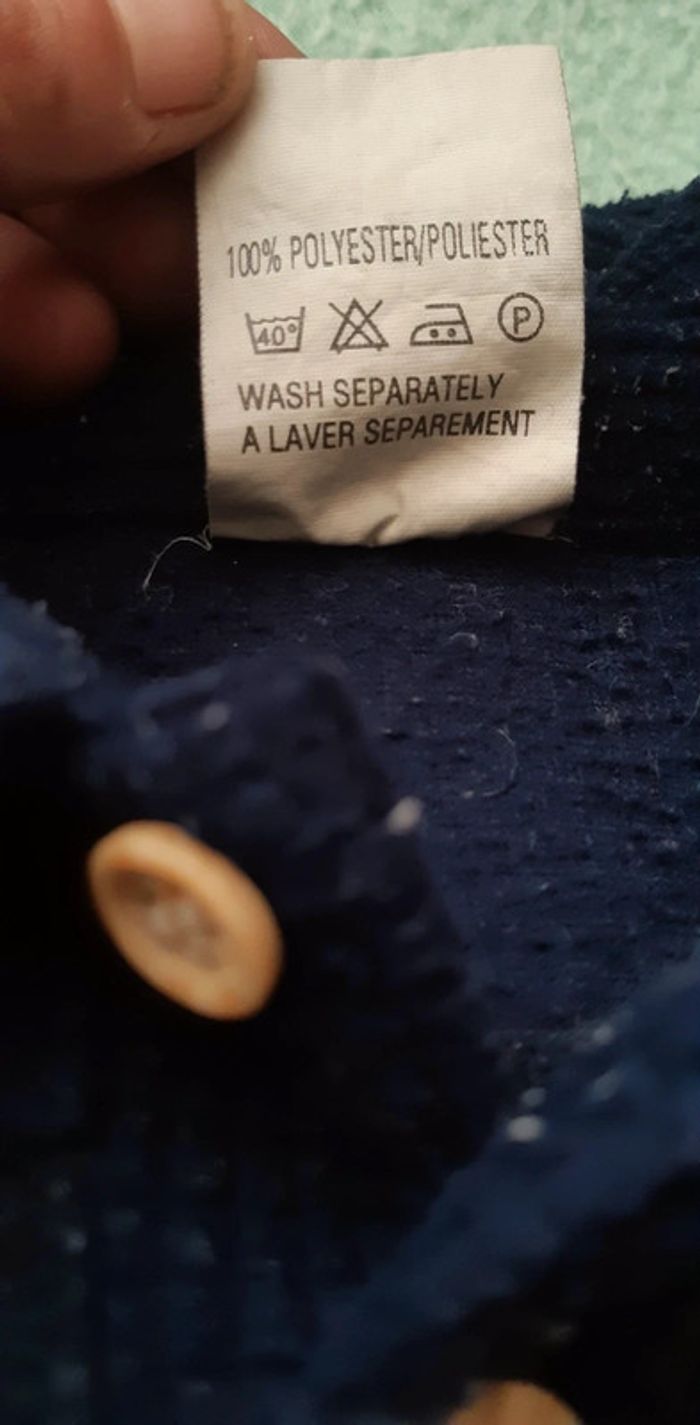 100% POLYESTER/POLIESTER
40° P
WASH SEPARATELY
A LAVER SEPAREMENT